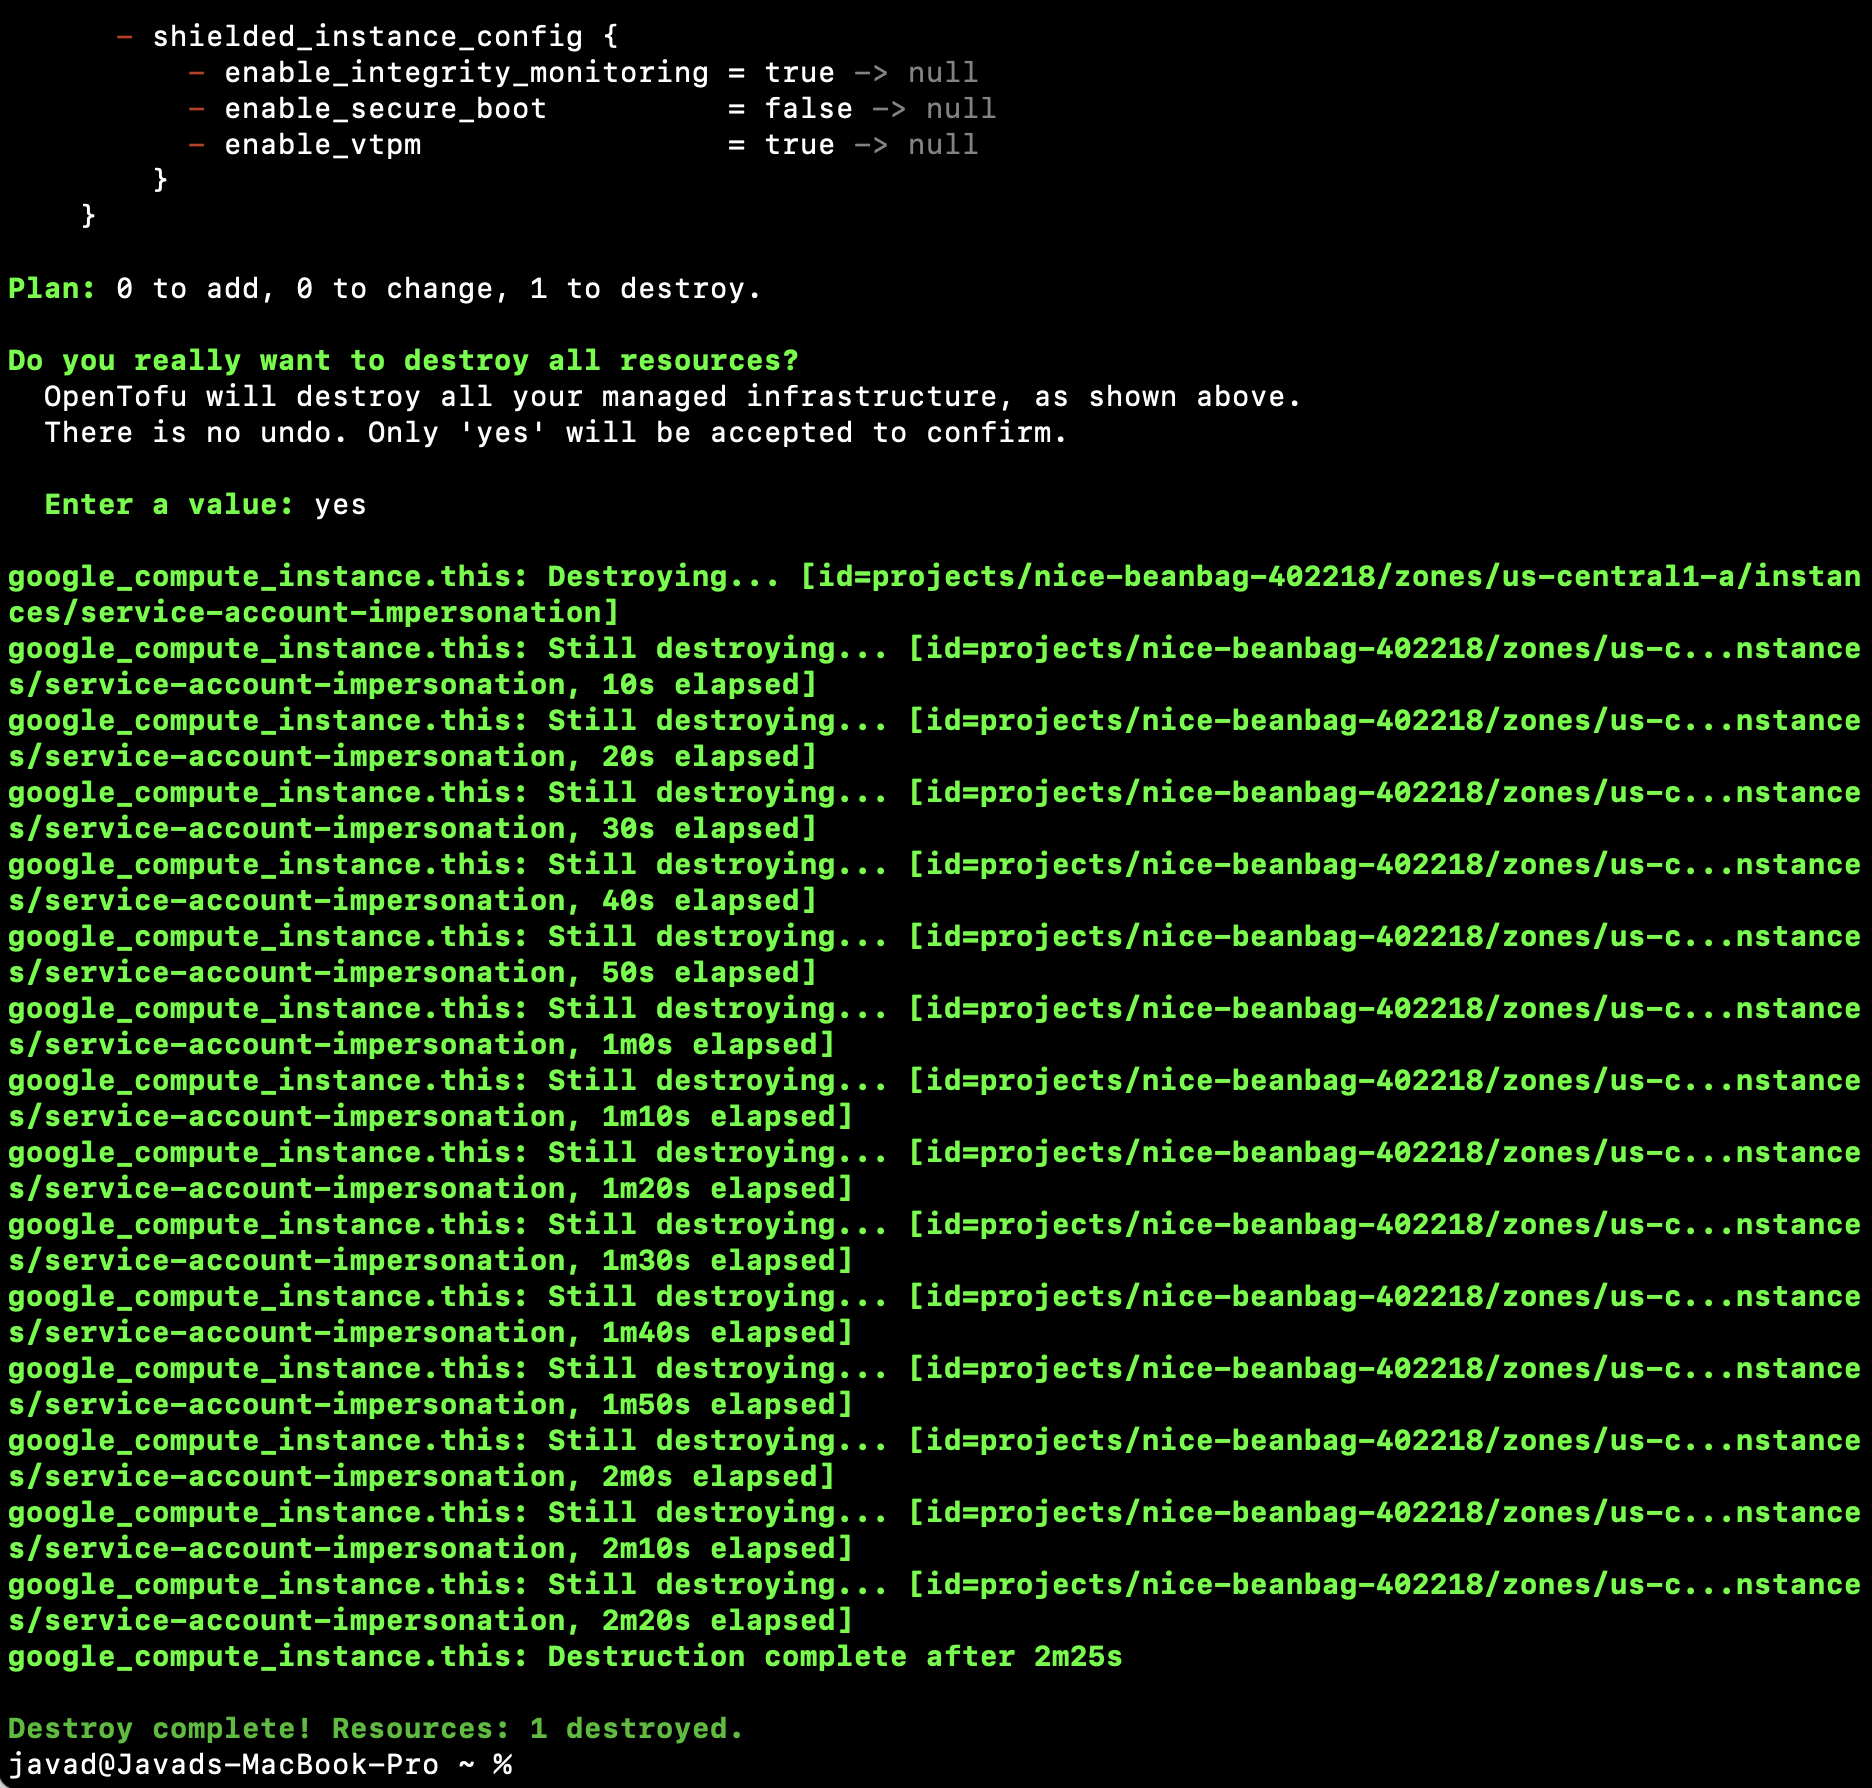 - shielded_instance_config {
- enable_integrity_monitoring = true -> null
- enable_secure_boot          = false -> null
- enable_vtpm                 = true -> null
}
}
Plan: 0 to add, 0 to change, 1 to destroy.
Do you really want to destroy all resources?
OpenTofu will destroy all your managed infrastructure, as shown above.
There is no undo. Only 'yes' will be accepted to confirm.
Enter a value: yes
google_compute_instance.this: Destroying... [id=projects/nice-beanbag-402218/zones/us-central1-a/instan
ces/service-account-impersonation]
google_compute_instance.this: Still destroying... [id=projects/nice-beanbag-402218/zones/us-c...nstance
s/service-account-impersonation, 10s elapsed]
google_compute_instance.this: Still destroying... [id=projects/nice-beanbag-402218/zones/us-c...nstance
s/service-account-impersonation, 20s elapsed]
google_compute_instance.this: Still destroying... [id=projects/nice-beanbag-402218/zones/us-c...nstance
s/service-account-impersonation, 30s elapsed]
google_compute_instance.this: Still destroying... [id=projects/nice-beanbag-402218/zones/us-c...nstance
s/service-account-impersonation, 40s elapsed]
google_compute_instance.this: Still destroying... [id=projects/nice-beanbag-402218/zones/us-c...nstance
s/service-account-impersonation, 50s elapsed]
google_compute_instance.this: Still destroying... [id=projects/nice-beanbag-402218/zones/us-c...nstance
s/service-account-impersonation, 1m0s elapsed]
google_compute_instance.this: Still destroying... [id=projects/nice-beanbag-402218/zones/us-c...nstance
s/service-account-impersonation, 1m10s elapsed]
google_compute_instance.this: Still destroying... [id=projects/nice-beanbag-402218/zones/us-c...nstance
s/service-account-impersonation, 1m20s elapsed]
google_compute_instance.this: Still destroying... [id=projects/nice-beanbag-402218/zones/us-c...nstance
s/service-account-impersonation, 1m30s elapsed]
google_compute_instance.this: Still destroying... [id=projects/nice-beanbag-402218/zones/us-c...nstance
s/service-account-impersonation, 1m40s elapsed]
google_compute_instance.this: Still destroying... [id=projects/nice-beanbag-402218/zones/us-c...nstance
s/service-account-impersonation, 1m50s elapsed]
google_compute_instance.this: Still destroying... [id=projects/nice-beanbag-402218/zones/us-c...nstance
s/service-account-impersonation, 2m0s elapsed]
google_compute_instance.this: Still destroying... [id=projects/nice-beanbag-402218/zones/us-c...nstance
s/service-account-impersonation, 2m10s elapsed]
google_compute_instance.this: Still destroying... [id=projects/nice-beanbag-402218/zones/us-c...nstance
s/service-account-impersonation, 2m20s elapsed]
google_compute_instance.this: Destruction complete after 2m25s
Destroy complete! Resources: 1 destroyed.
javad@Javads-MacBook-Pro ~ %